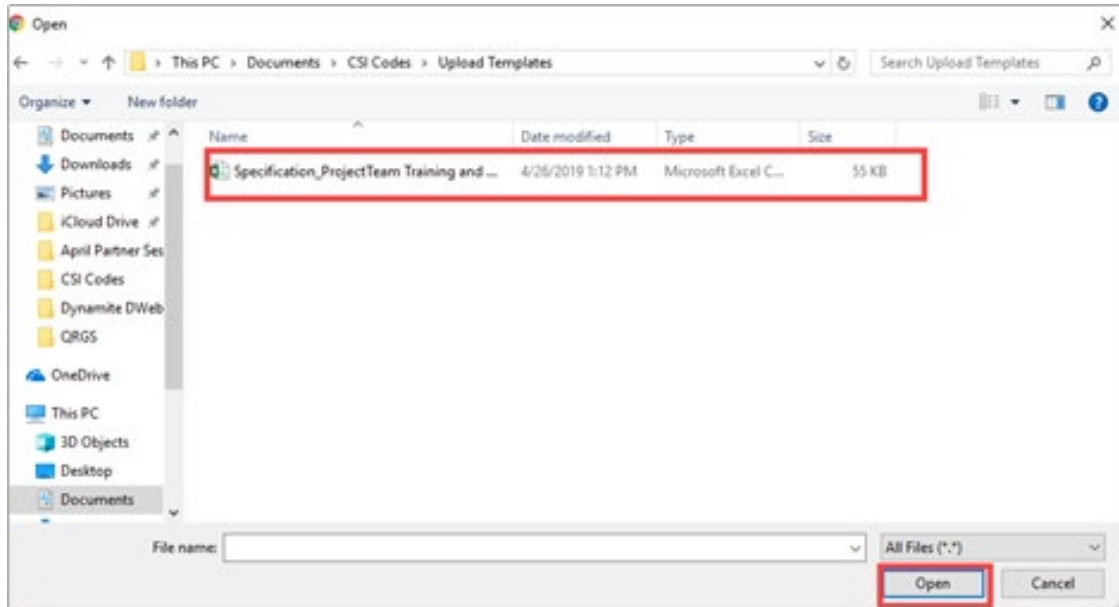 Open
This PC > Documents > CSI Codes > Upload Templates
Search Upload Templates
Organize
New folder
Name
Date modified
Type
Size
Specification_ProjectTeam Training and ...
4/26/2019 1:12 PM
Microsoft Excel C...
55 KB
Documents
Downloads
Pictures
iCloud Drive
April Partner Ses
CSI Codes
Dynamite DWeb
QRGS
OneDrive
This PC
3D Objects
Desktop
Documents
File name:
All Files (*.*)
Open
Cancel